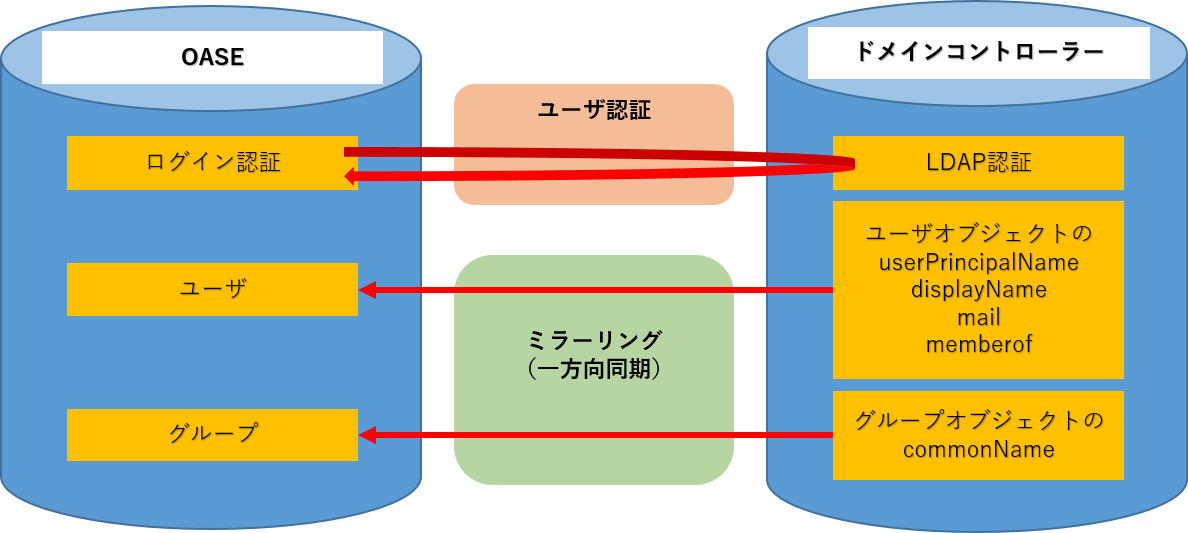 OASE
ログイン認証
ユーザ
グループ
ユーザ認証
ミラーリング
（一方向同期）
ドメインコントローラー
LDAP認証
ユーザオブジェクトの
userPrincipalName
displayName
mail
memberof
グループオブジェクトの
commonName